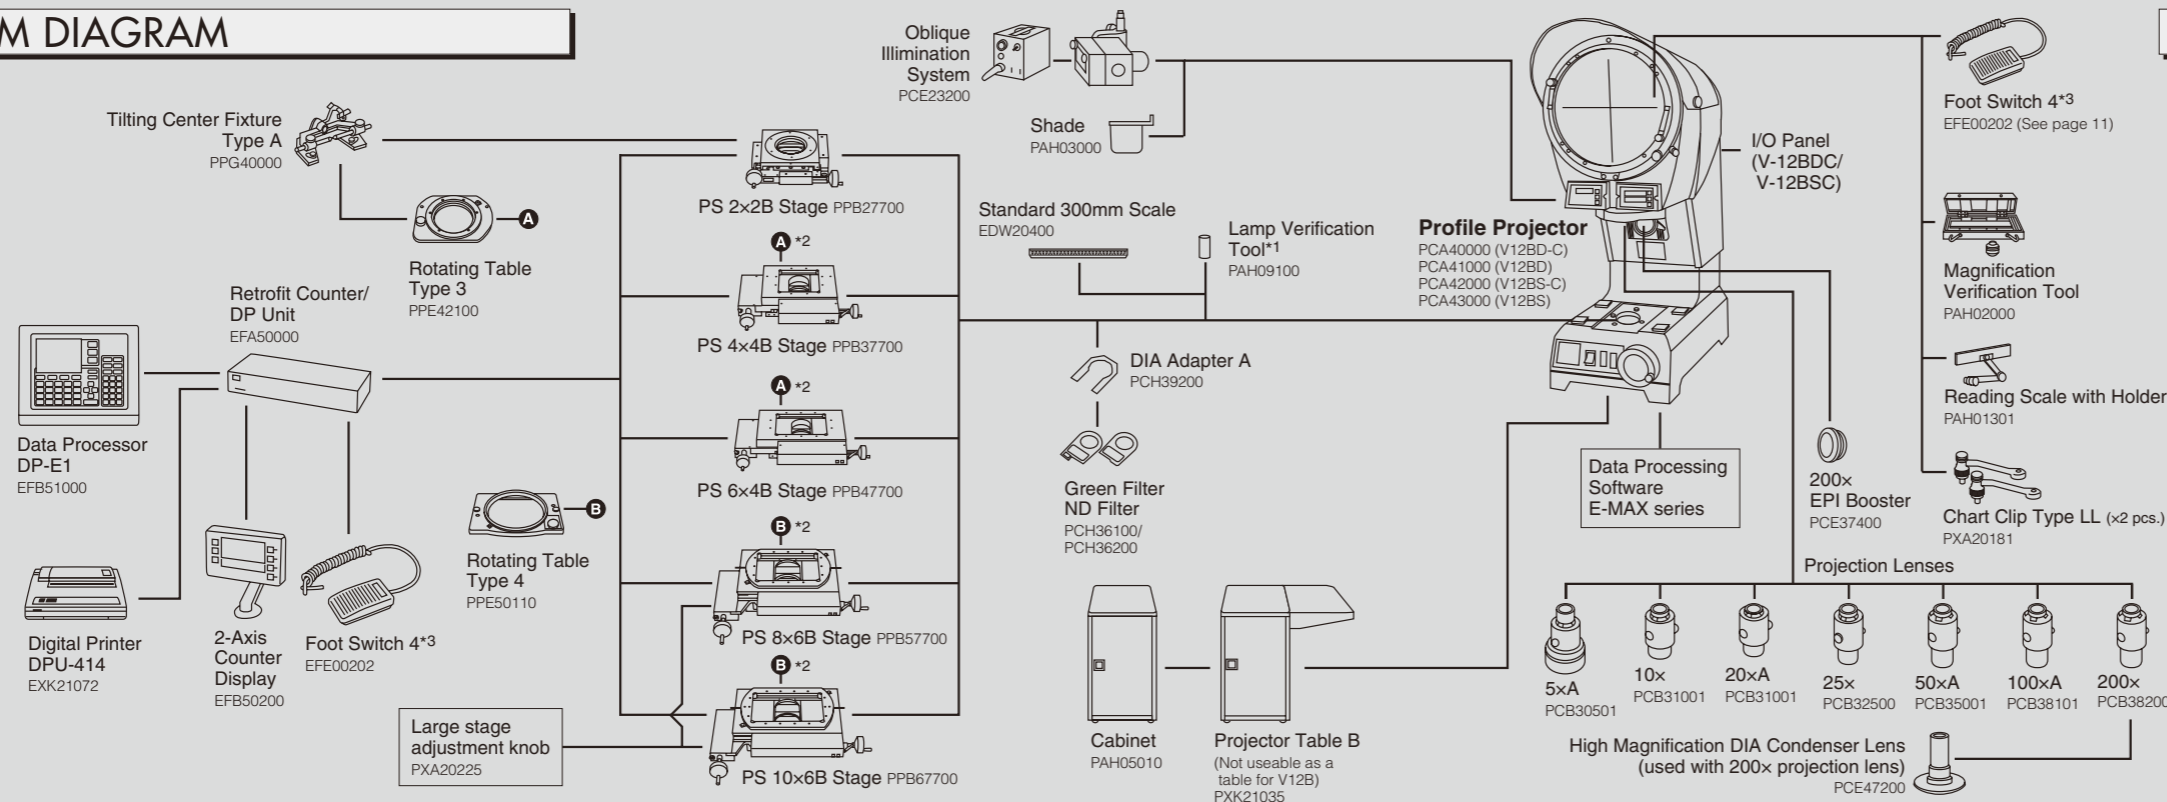 M DIAGRAM
Tilting Center Fixture
Type A
PPG40000
Rotating Table
Type 3
PPE42100
A
Retrofit Counter/
DP Unit
EFA50000
Data Processor
DP-E1
EFB51000
Digital Printer
DPU-414
EXK21072
2-Axis
Counter
Display
EFB50200
Foot Switch 4*3
EFE00202
Rotating Table
Type 4
PPE50110
B
Large stage
adjustment knob
PXA20225
PS 2×2B Stage PPB27700
A *2
PS 4×4B Stage PPB37700
A *2
PS 6×4B Stage PPB47700
B *2
PS 8×6B Stage PPB57700
B *2
PS 10×6B Stage PPB67700
Oblique
Illimination
System
PCE23200
Shade
PAH03000
Standard 300mm Scale
EDW20400
Lamp Verification
Tool*1
PAH09100
DIA Adapter A
PCH39200
Green Filter
ND Filter
PCH36100/
PCH36200
Cabinet
PAH05010
Projector Table B
(Not useable as a
table for V12B)
PXK21035
Profile Projector
PCA40000 (V12BD-C)
PCA41000 (V12BD)
PCA42000 (V12BS-C)
PCA43000 (V12BS)
I/O Panel
(V-12BDC/
V-12BSC)
Data Processing
Software
E-MAX series
200×
EPI Booster
PCE37400
Foot Switch 4*3
EFE00202 (See page 11)
Magnification
Verification Tool
PAH02000
Reading Scale with Holder
PAH01301
Chart Clip Type LL (×2 pcs.)
PXA20181
Projection Lenses
5×A
PCB30501
10×
PCB31001
20×A
PCB31001
25×
PCB32500
50×A
PCB35001
100×A
PCB38101
200×
PCB38200
High Magnification DIA Condenser Lens
(used with 200× projection lens)
PCE47200